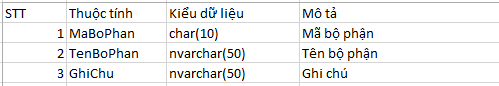 STT Thuộc tính Kiểu dữ liệu Mô tả
1 MaBoPhan char(10) Mã bộ phận
2 TenBoPhan nvarchar(50) Tên bộ phận
3 GhiChu nvarchar(50) Ghi chú